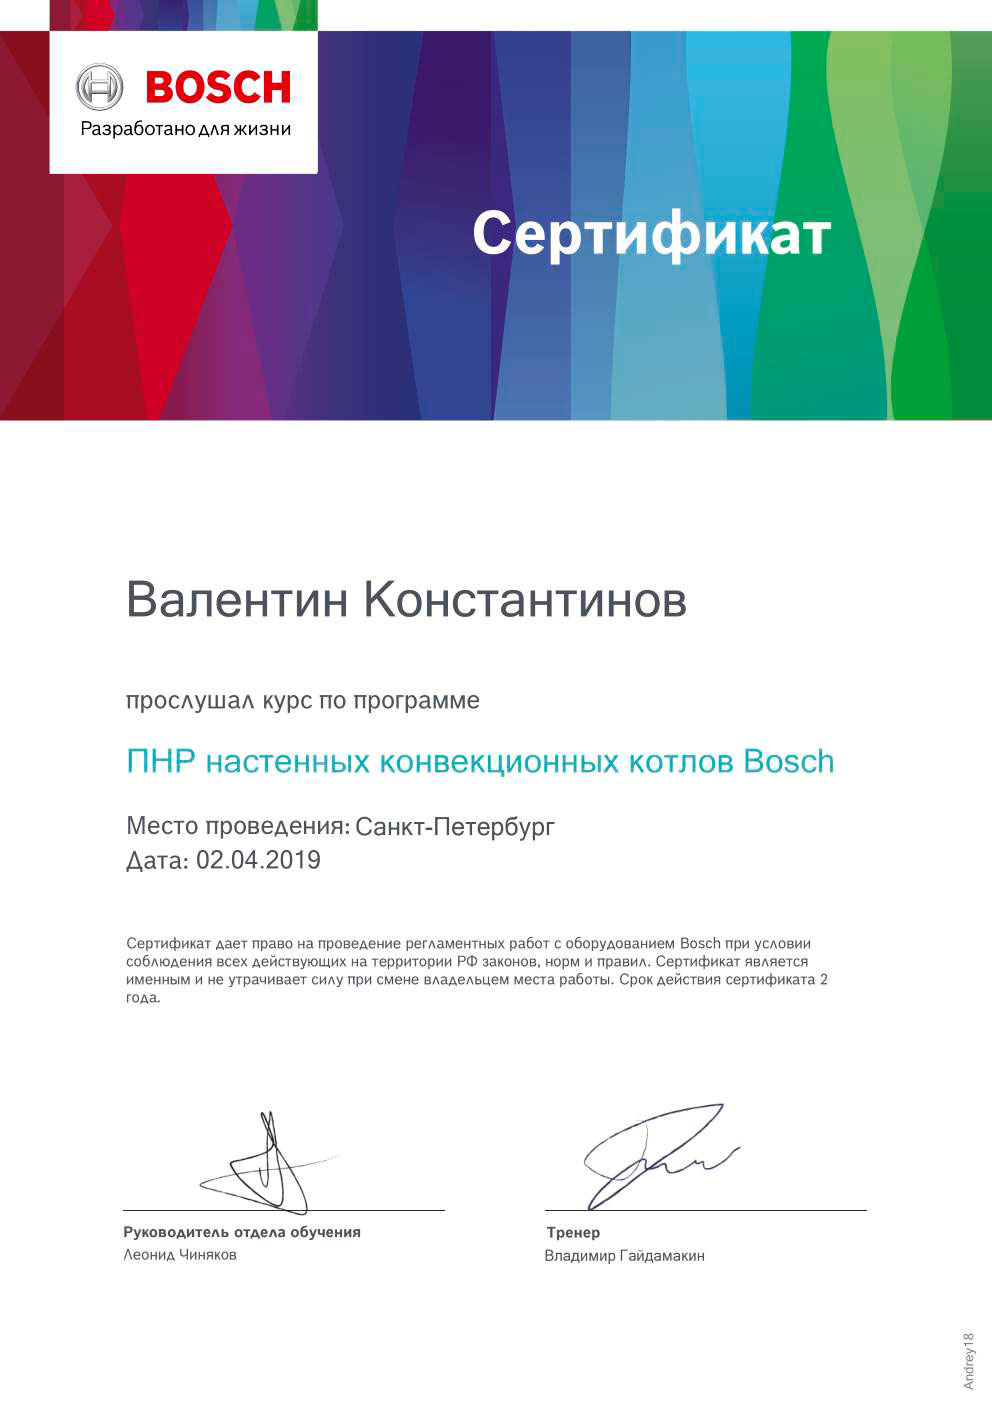 BOSCH
Разработано для жизни
Сертификат
Валентин Константинов
прослушал курс по программе
ПНР настенных конвекционных котлов Bosch
Место проведения: Санкт-Петербург
Дата: 02.04.2019
Сертификат дает право на проведение регламентных работ с оборудованием Bosch при условии
соблюдения всех действующих на территории РФ законов, норм и правил. Сертификат является
именным и не утрачивает силу при смене владельцем места работы. Срок действия сертификата 2
года.
Руководитель отдела обучения
Леонид Чиняков
Тренер
Владимир Гайдамакин
Andrey18